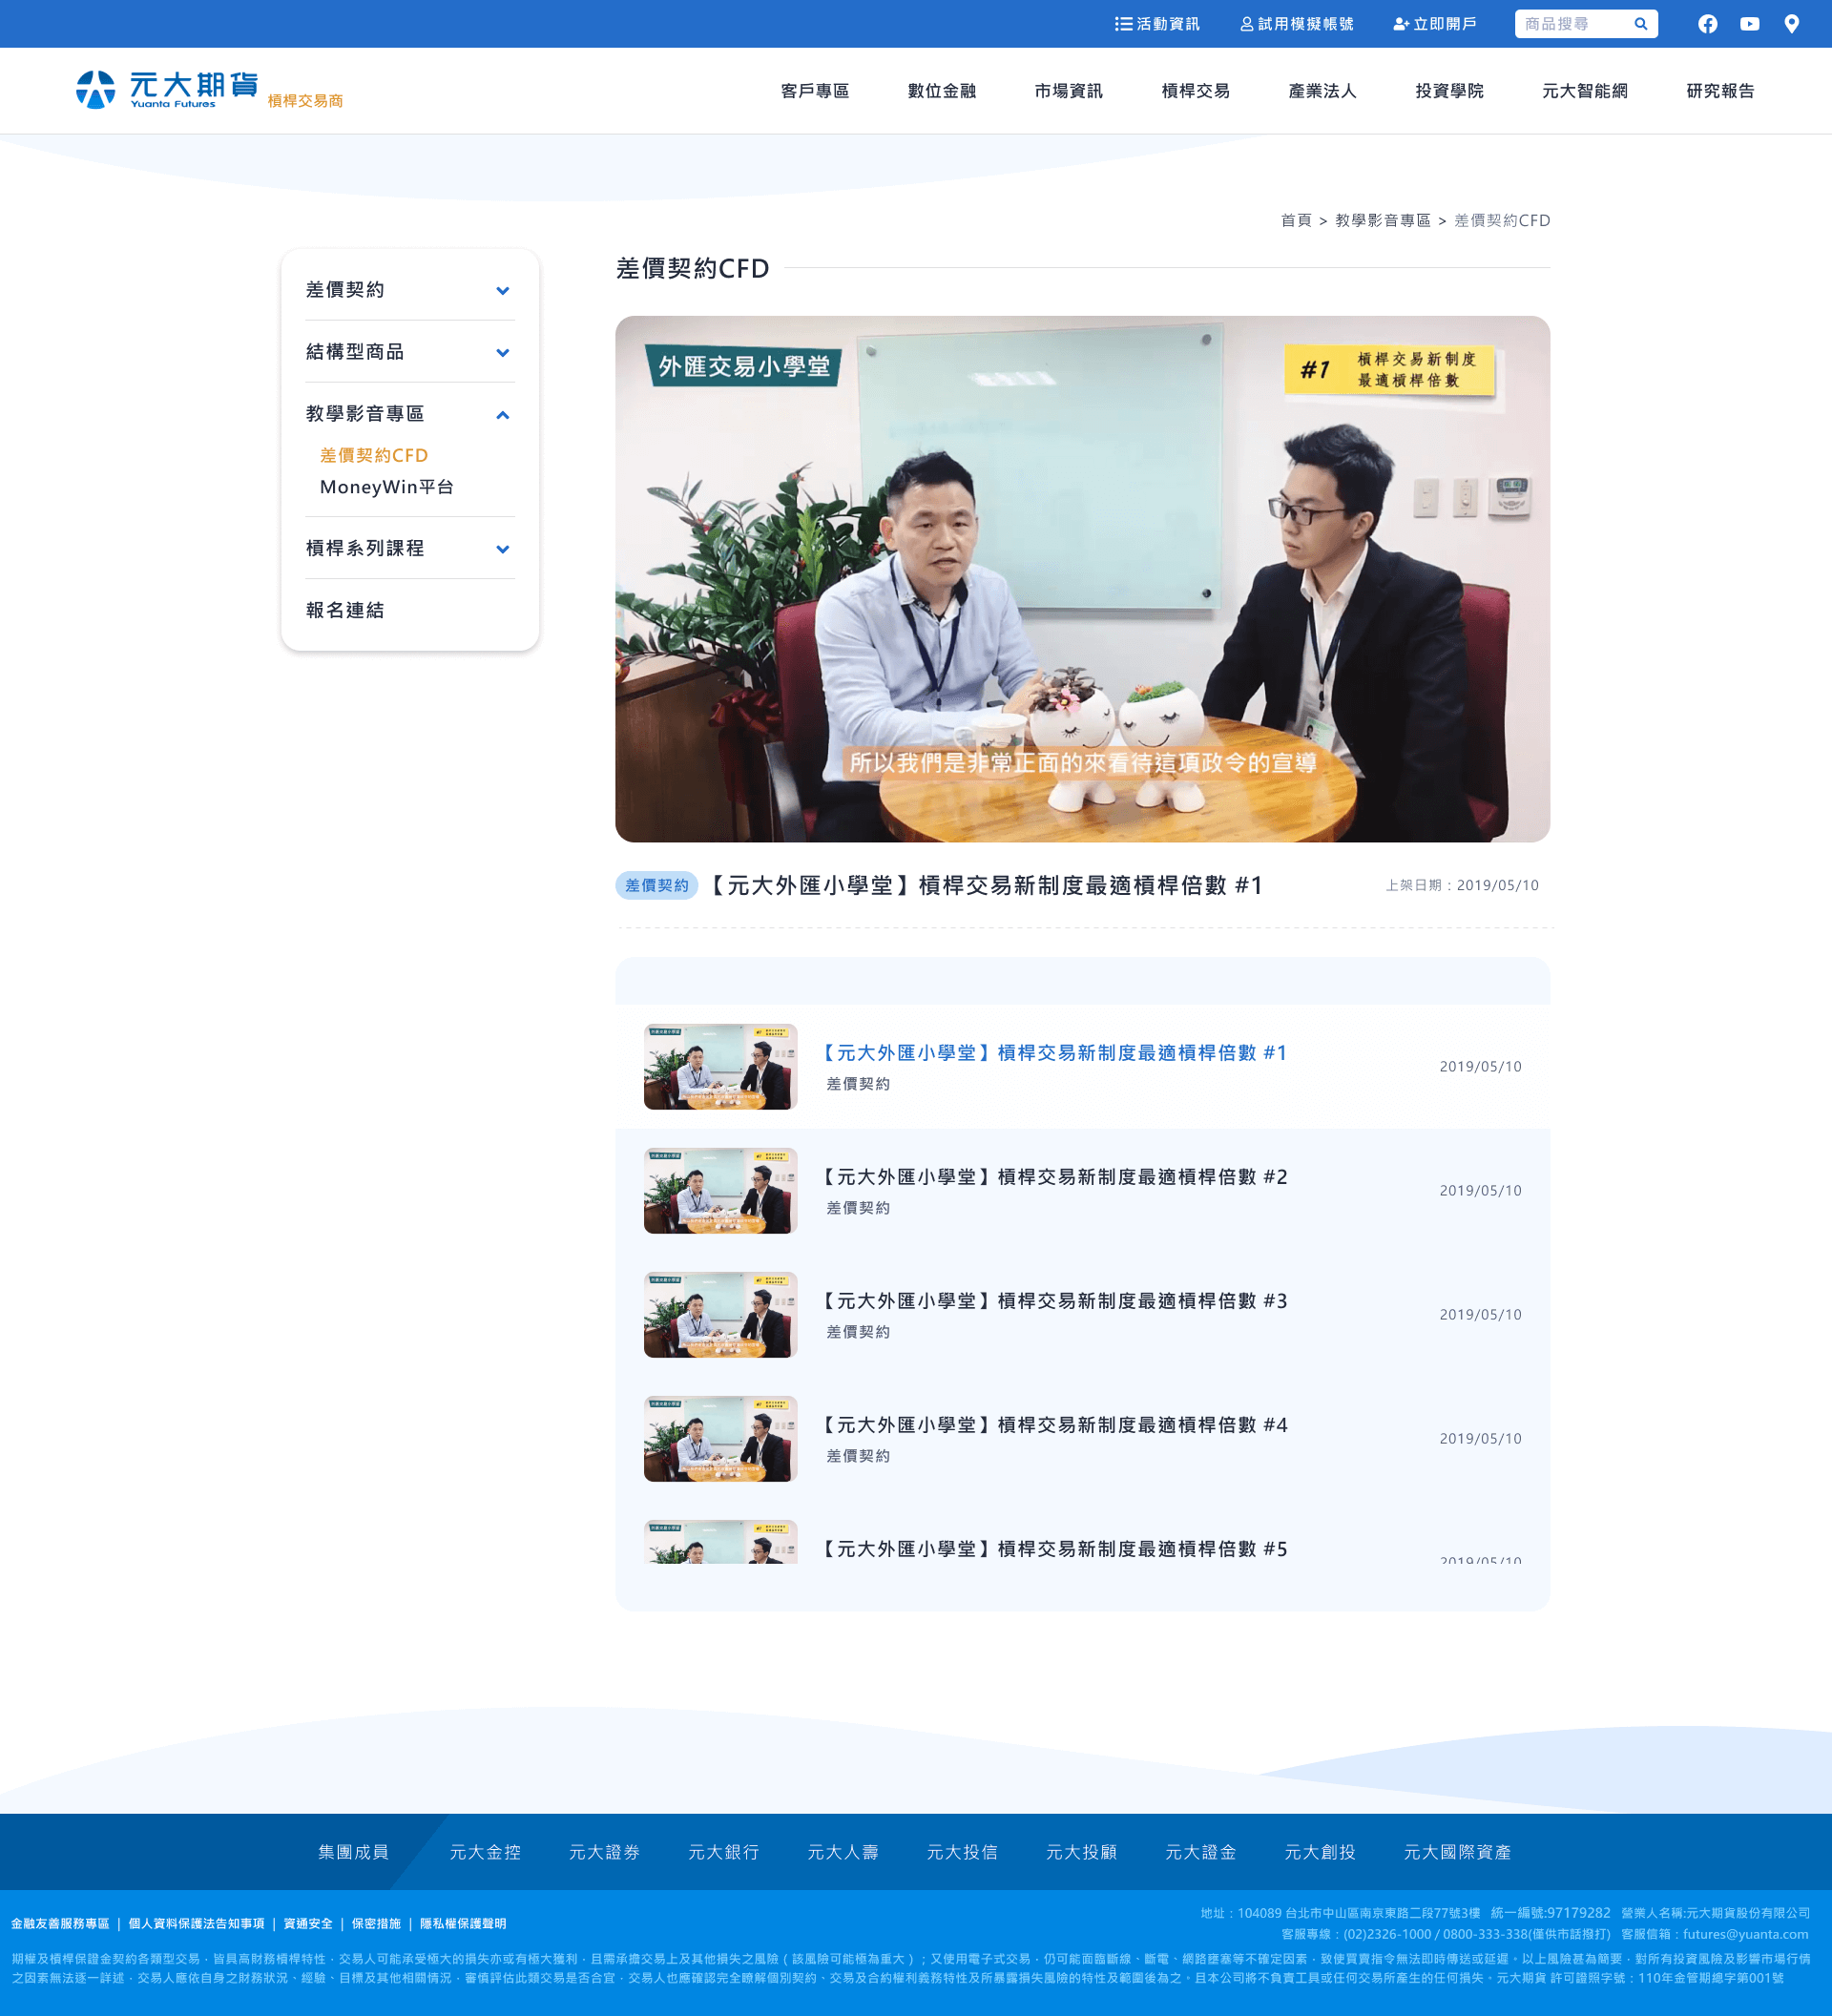 活動資訊 試用模擬帳號 立即開戶 商品搜尋
元大期貨 Yuanta Futures 槓桿交易商
客戶專區 數位金融 市場資訊 槓桿交易 產業法人 投資學院 元大智能網 研究報告
首頁 > 教學影音專區 > 差價契約CFD
差價契約
結構型商品
教學影音專區
差價契約CFD
MoneyWin平台
槓桿系列課程
報名連結
差價契約CFD
外匯交易小學堂
#1 槓桿交易新制度
最適槓桿倍數
所以我們是非常正面的來看待這項政令的宣導
差價契約 【元大外匯小學堂】槓桿交易新制度最適槓桿倍數 #1 上架日期：2019/05/10
【元大外匯小學堂】槓桿交易新制度最適槓桿倍數 #1
差價契約
2019/05/10
【元大外匯小學堂】槓桿交易新制度最適槓桿倍數 #2
差價契約
2019/05/10
【元大外匯小學堂】槓桿交易新制度最適槓桿倍數 #3
差價契約
2019/05/10
【元大外匯小學堂】槓桿交易新制度最適槓桿倍數 #4
差價契約
2019/05/10
【元大外匯小學堂】槓桿交易新制度最適槓桿倍數 #5
2019/05/10
集團成員 元大金控 元大證券 元大銀行 元大人壽 元大投信 元大投顧 元大證金 元大創投 元大國際資產
金融友善服務專區 | 個人資料保護法告知事項 | 資通安全 | 保密措施 | 隱私權保護聲明
地址：104089 台北市中山區南京東路二段77號3樓 統一編號:97179282 營業人名稱:元大期貨股份有限公司
客服專線：(02)2326-1000 / 0800-333-338(僅供市話撥打) 客服信箱：futures@yuanta.com
期權及槓桿保證金契約各類型交易，皆具高財務槓桿特性，交易人可能承受極大的損失亦或有極大獲利，且需承擔交易上及其他損失之風險（該風險可能極為重大）；又使用電子式交易，仍可能面臨斷線、斷電、網路壅塞等不確定因素，致使買賣指令無法即時傳送或延遲。以上風險甚為簡要，對所有投資風險及影響市場行情
之因素無法逐一詳述，交易人應依自身之財務狀況、經驗、目標及其他相關情況，審慎評估此類交易是否合宜，交易人也應確認完全瞭解個別契約、交易及合約權利義務特性及所暴露損失風險的特性及範圍後為之。且本公司將不負責工具或任何交易所產生的任何損失。元大期貨 許可證照字號：110年金管期總字第001號